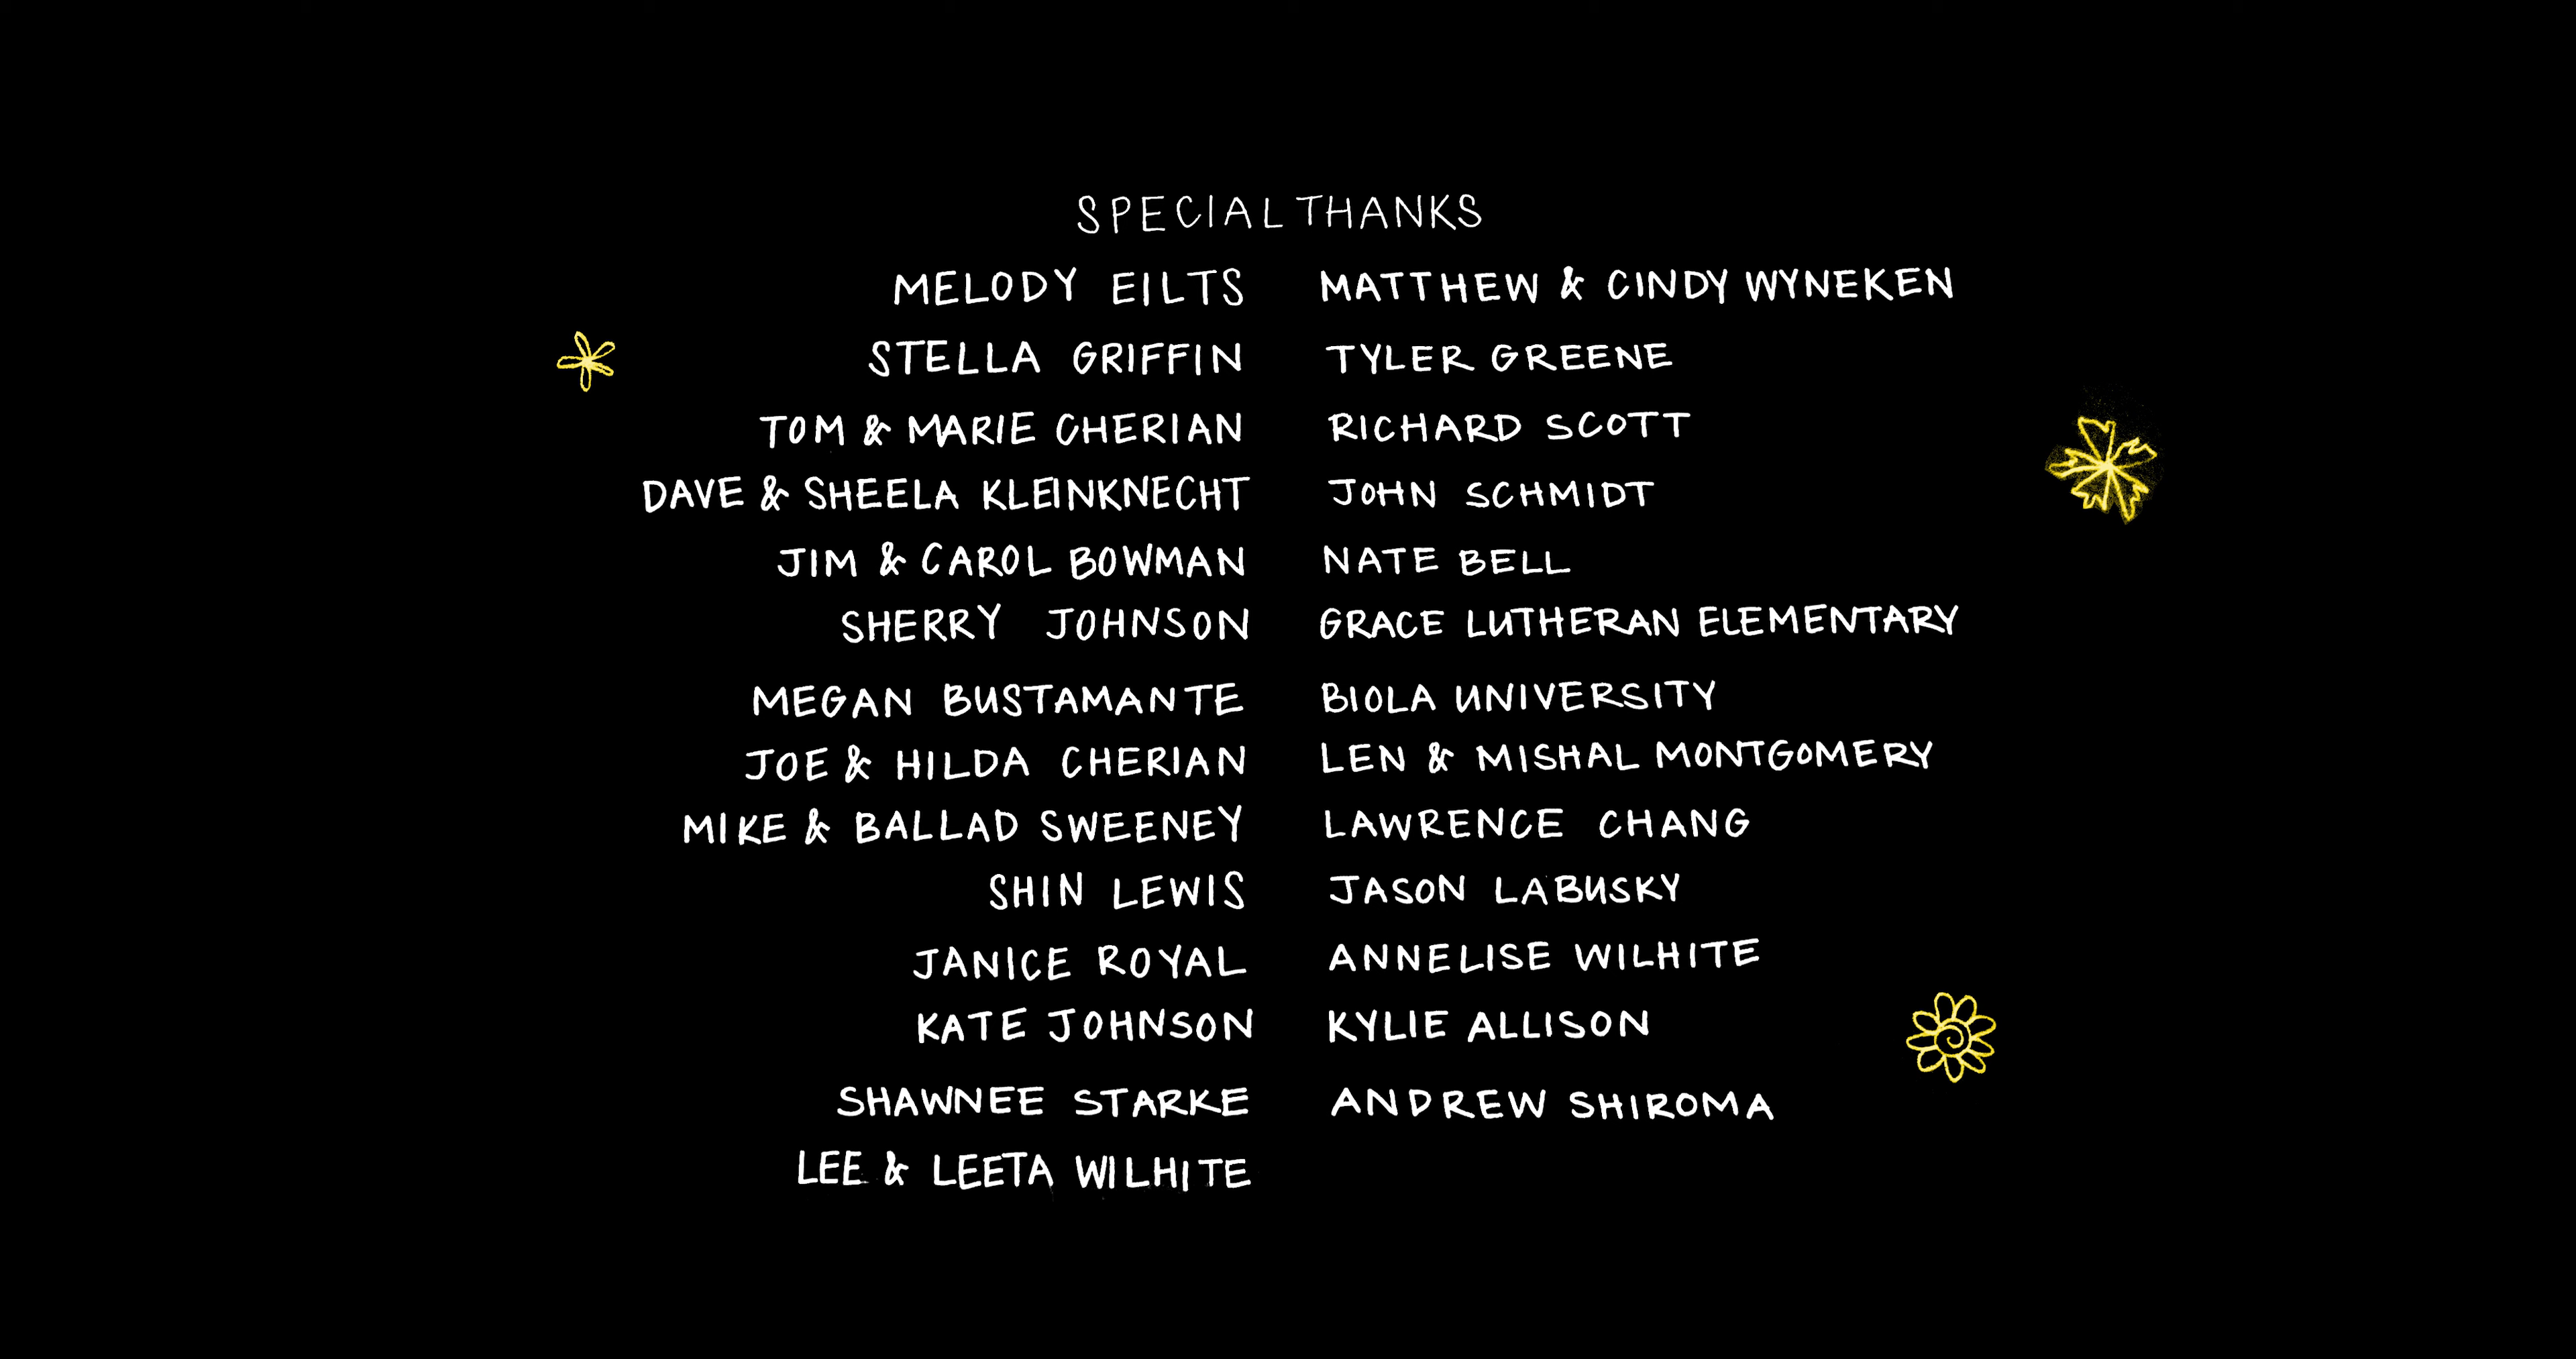 SPECIAL THANKS
MELODY EILTS
STELLA GRIFFIN
TOM & MARIE CHERIAN
DAVE & SHEELA KLEINKNECHT
JIM & CAROL BOWMAN
SHERRY JOHNSON
MEGAN BUSTAMANTE
JOE & HILDA CHERIAN
MIKE & BALLAD SWEENEY
SHIN LEWIS
JANICE ROYAL
KATE JOHNSON
SHAWNEE STARKE
LEE & LEETA WILHITE
MATTHEW & CINDY WYNEKEN
TYLER GREENE
RICHARD SCOTT
JOHN SCHMIDT
NATE BELL
GRACE LUTHERAN ELEMENTARY
BIOLA UNIVERSITY
LEN & MISHAL MONTGOMERY
LAWRENCE CHANG
JASON LABUSKY
ANNELISE WILHITE
KYLIE ALLISON
ANDREW SHIROMA